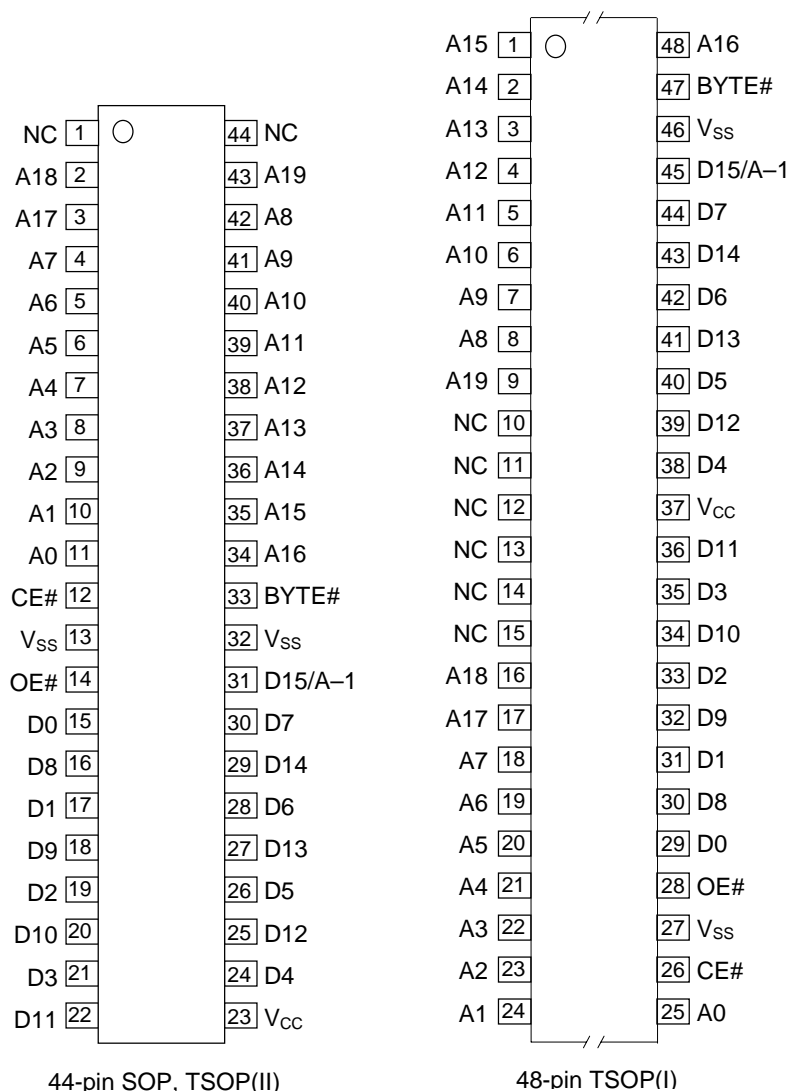 NC 1 44 NC
A18 2 43 A19
A17 3 42 A8
A7 4 41 A9
A6 5 40 A10
A5 6 39 A11
A4 7 38 A12
A3 8 37 A13
A2 9 36 A14
A1 10 35 A15
A0 11 34 A16
CE# 12 33 BYTE#
VSS 13 32 VSS
OE# 14 31 D15/A–1
D0 15 30 D7
D8 16 29 D14
D1 17 28 D6
D9 18 27 D13
D2 19 26 D5
D10 20 25 D12
D3 21 24 D4
D11 22 23 VCC
44-pin SOP, TSOP(II)
A15 1 48 A16
A14 2 47 BYTE#
A13 3 46 VSS
A12 4 45 D15/A–1
A11 5 44 D7
A10 6 43 D14
A9 7 42 D6
A8 8 41 D13
A19 9 40 D5
NC 10 39 D12
NC 11 38 D4
NC 12 37 VCC
NC 13 36 D11
NC 14 35 D3
NC 15 34 D10
A18 16 33 D2
A17 17 32 D9
A7 18 31 D1
A6 19 30 D8
A5 20 29 D0
A4 21 28 OE#
A3 22 27 VSS
A2 23 26 CE#
A1 24 25 A0
48-pin TSOP(I)